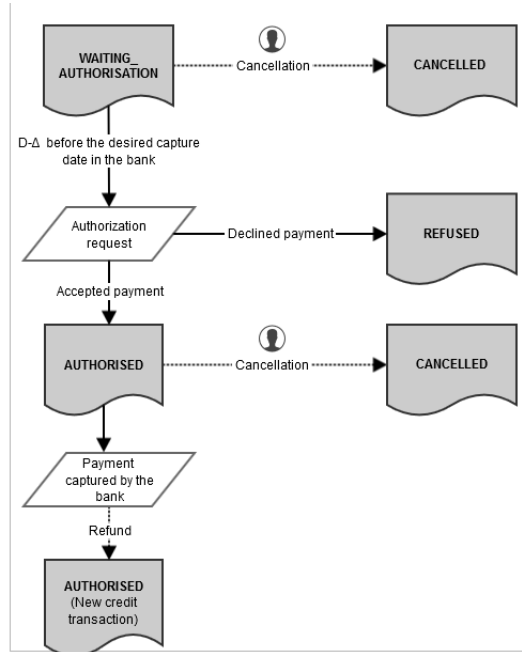 WAITING_
AUTHORISATION
Cancellation
CANCELLED
D-Δ before the desired capture
date in the bank
Authorization
request
Declined payment
REFUSED
Accepted payment
AUTHORISED
Cancellation
CANCELLED
Payment
captured by the
bank
Refund
AUTHORISED
(New credit
transaction)